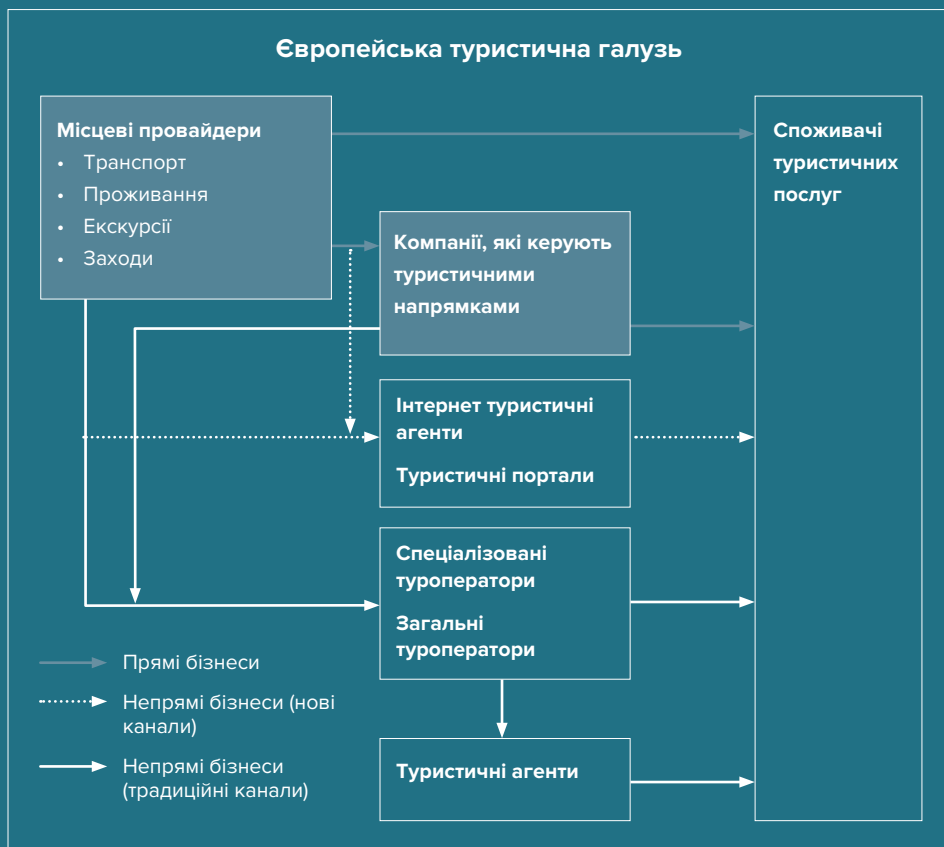 Європейська туристична галузь
Місцеві провайдери
• Транспорт
• Проживання
• Екскурсії
• Заходи
Споживачі
туристичних
послуг
Компанії, які керують
туристичними
напрямками
Інтернет туристичні
агенти
Туристичні портали
Спеціалізовані
туроператори
Загальні
туроператори
Туристичні агенти
Прямі бізнеси
Непрямі бізнеси (нові
канали)
Непрямі бізнеси
(традиційні канали)